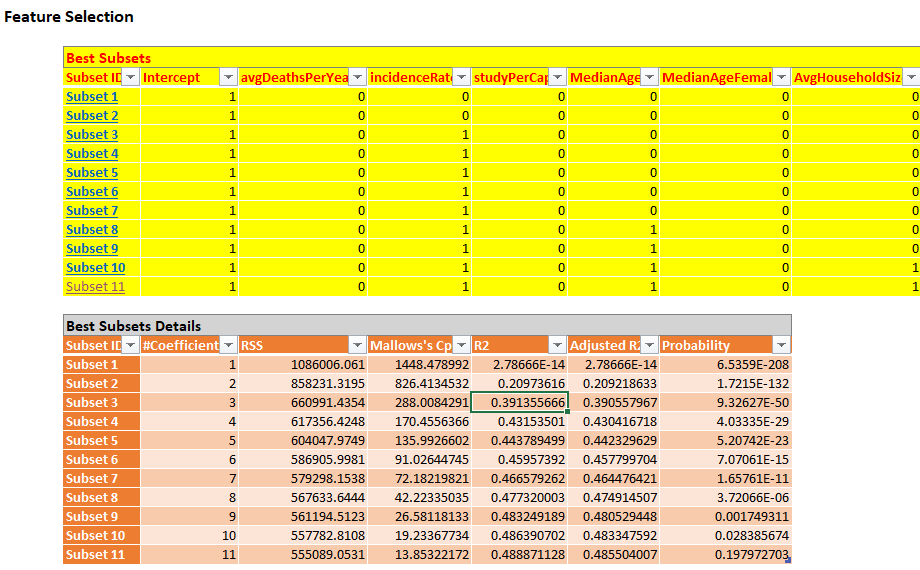 Feature Selection
Best Subsets
Subset ID Intercept avgDeathsPerYea incidenceRate studyPerCap MedianAge MedianAgeFemal AvgHouseholdSiz
Subset 1 1 0 0 0 0 0 0
Subset 2 1 0 0 0 0 0 0
Subset 3 1 0 1 0 0 0 0
Subset 4 1 0 1 0 0 0 0
Subset 5 1 0 1 0 0 0 0
Subset 6 1 0 1 0 0 0 0
Subset 7 1 0 1 0 0 0 0
Subset 8 1 0 1 0 1 0 0
Subset 9 1 0 1 0 1 0 0
Subset 10 1 0 1 0 1 0 1
Subset 11 1 0 1 0 1 0 1
Best Subsets Details
Subset ID #Coefficient RSS Mallows's Cp R2 Adjusted R2 Probability
Subset 1 1 1086006.061 1448.478992 2.78666E-14 2.78666E-14 6.5359E-208
Subset 2 2 858231.3195 826.4134532 0.20973616 0.209218633 1.7215E-132
Subset 3 3 660991.4354 288.0084291 0.391355666 0.390557967 9.32627E-50
Subset 4 4 617356.4248 170.4556366 0.43153501 0.430416718 4.03335E-29
Subset 5 5 604047.9749 135.9926602 0.443789499 0.442329629 5.20742E-23
Subset 6 6 586905.9981 91.02644745 0.45957392 0.457799704 7.07061E-15
Subset 7 7 579298.1538 72.18219821 0.466579262 0.464476421 1.65761E-11
Subset 8 8 567633.6444 42.22335035 0.477320003 0.474914507 3.72066E-06
Subset 9 9 561194.5123 26.58118133 0.483249189 0.480529448 0.001749311
Subset 10 10 557782.8108 19.23367734 0.486390702 0.483347592 0.028385674
Subset 11 11 555089.0531 13.85322172 0.488871128 0.485504007 0.197972703